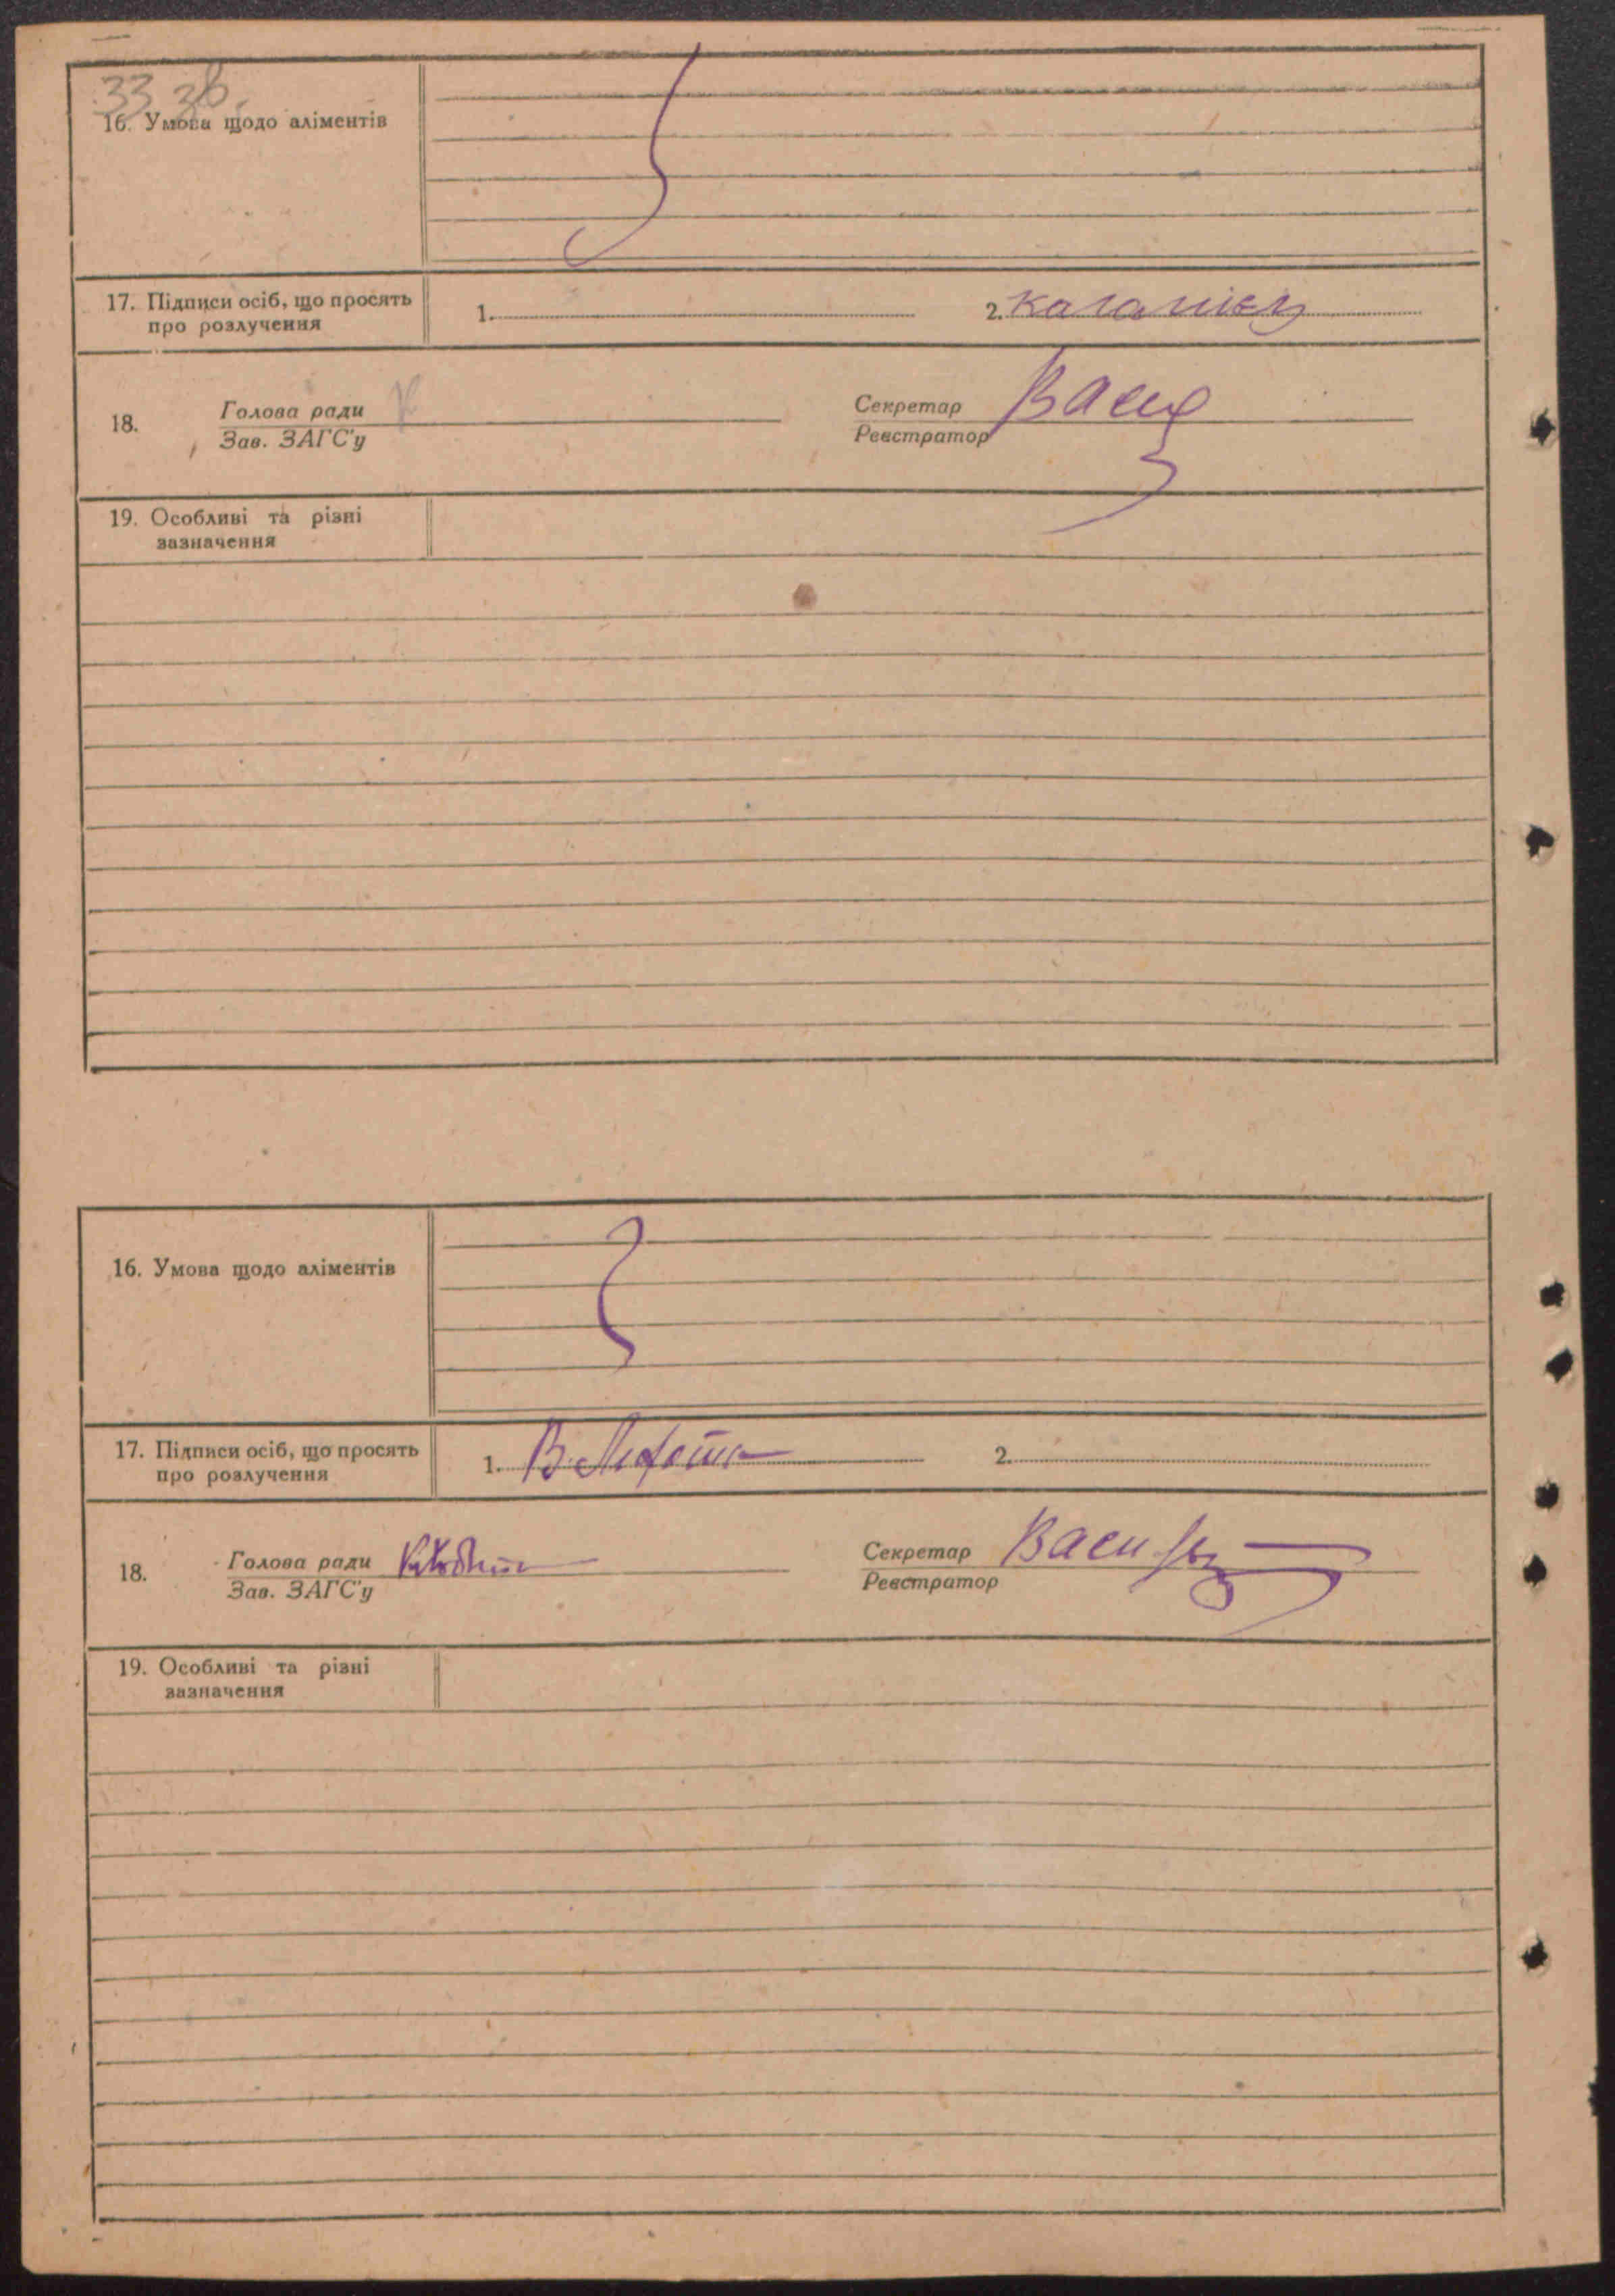 33 зв
16. Умова щодо аліментів
17. Підписи осіб, що просять
про розлучення
1.
2.
18.
Голова ради
Зав. ЗАГС'у
Секретар
Реєстратор
19. Особливі та різні
зазначення
16. Умова щодо аліментів
17. Підписи осіб, що просять
про розлучення
1.
2.
18.
Голова ради
Зав. ЗАГС'у
Секретар
Реєстратор
19. Особливі та різні
зазначення